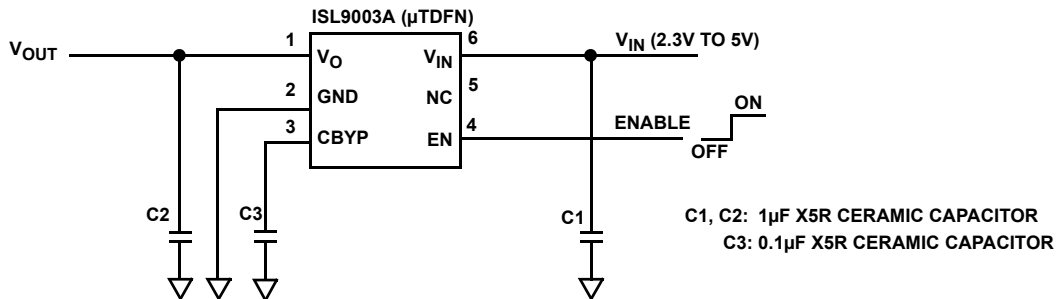 ISL9003A (µTDFN)
VOUT
1
6
VIN (2.3V TO 5V)
VO
VIN
2
5
GND
NC
ON
3
4
ENABLE
CBYP
EN
OFF
C2
C3
C1
C1, C2: 1µF X5R CERAMIC CAPACITOR
C3: 0.1µF X5R CERAMIC CAPACITOR